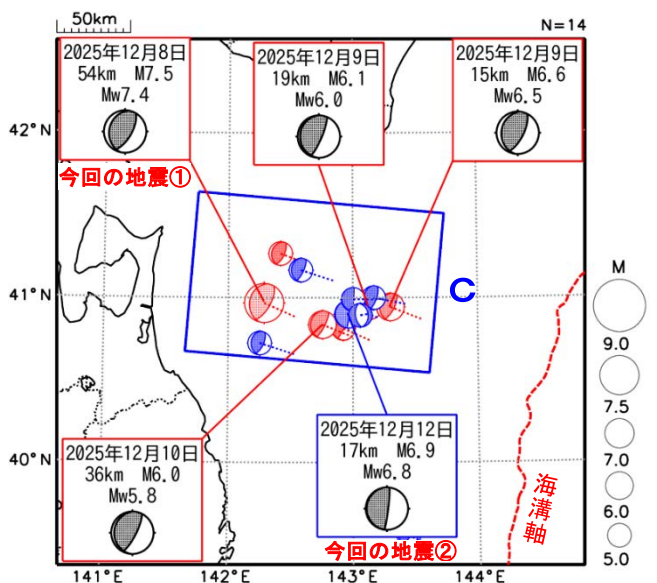 50km
N=14
2025年12月8日
54km M7.5
Mw7.4
今回の地震①
2025年12月9日
19km M6.1
Mw6.0
2025年12月9日
15km M6.6
Mw6.5
42°N
41°N
40°N
C
2025年12月10日
36km M6.0
Mw5.8
2025年12月12日
17km M6.9
Mw6.8
今回の地震②
海溝軸
M
9.0
7.5
7.0
6.0
5.0
141°E
142°E
143°E
144°E